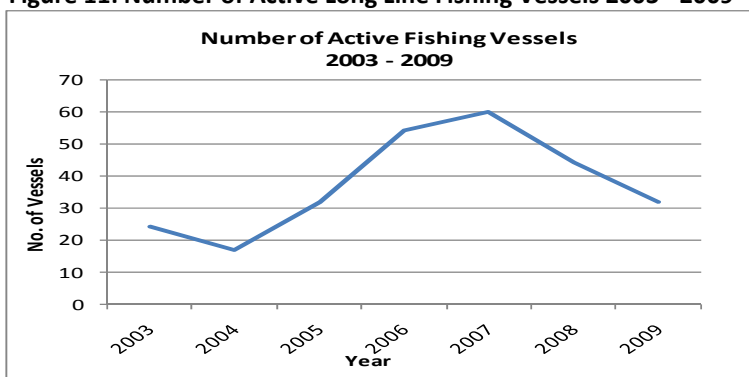 Figure 11: Number of Active Long Line Fishing Vessels 2003 - 2009
Number of Active Fishing Vessels
2003 - 2009
70
60
50
40
30
20
10
0
No. of Vessels
2003 2004 2005 2006 2007 2008 2009
Year